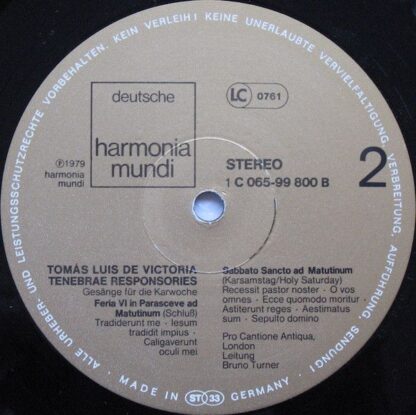 ALLE URHEBER- UND LEISTUNGSSCHUTZRECHTE VORBEHALTEN. KEIN VERLEIH! KEINE UNERLAUBTE VERVIELFÄLTIGUNG, VERBREITUNG, AUFFÜHRUNG, SENDUNG!
deutsche
harmonia
mundi
LC 0761
℗1979
harmonia
mundi
STEREO
1 C 065-99 800 B
2
TOMÁS LUIS DE VICTORIA
TENEBRAE RESPONSORIES
Gesänge für die Karwoche
Feria VI in Parasceve ad
Matutinum (Schluß)
Tradiderunt me · Iesum
tradidit impius ·
Caligaverunt
oculi mei
Sabbato Sancto ad Matutinum
(Karsamstag/Holy Saturday)
Recessit pastor noster · O vos
omnes · Ecce quomodo moritur ·
Astiterunt reges · Aestimatus
sum · Sepulto domino
Pro Cantione Antiqua,
London
Leitung
Bruno Turner
· MADE IN ST 33 GERMANY ·